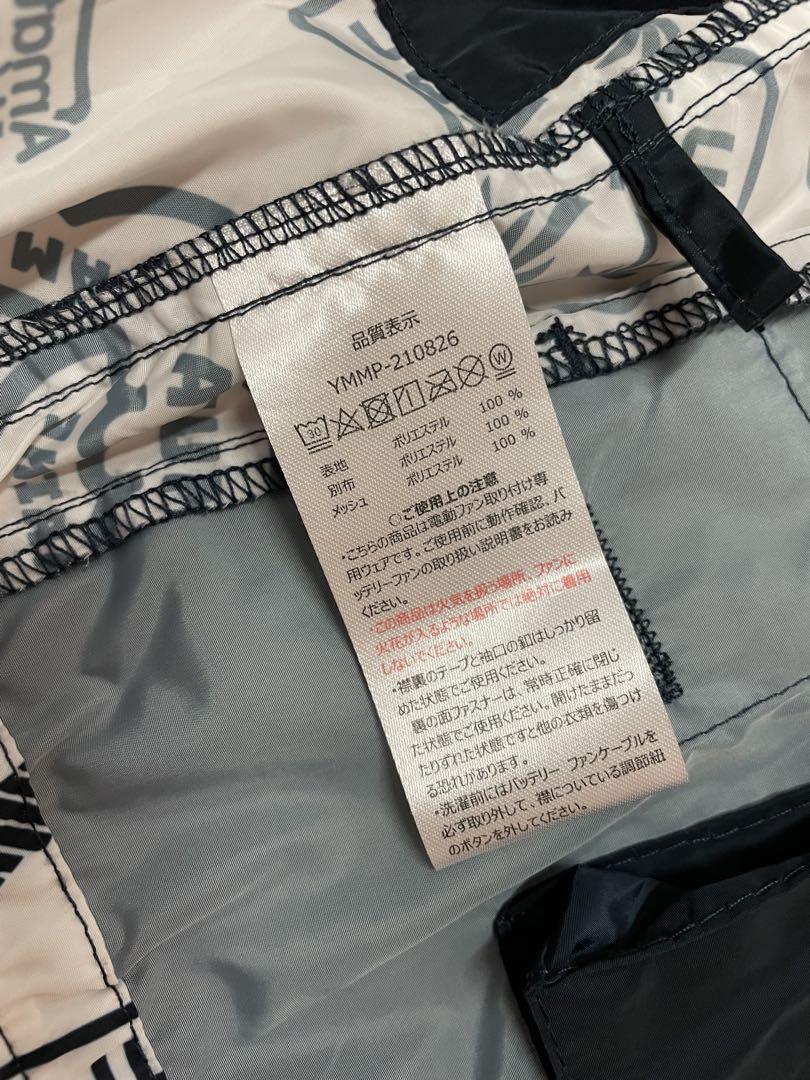 品質表示
YMMP-210826
30
W
表地 ポリエステル 100 %
別布 ポリエステル 100 %
メッシュ ポリエステル 100 %
○ご使用上の注意
・こちらの商品は電動ファン取り付け専
用ウェアです。ご使用前に動作確認、バ
ッテリーファンの取り扱い説明書をお読み
ください。
・この商品は火気を扱う場所、ファンに
火花が入るような場所では絶対に着用
しないでください。
・襟裏のテープと袖口の釦はしっかり留
めた状態でご使用ください。
裏の面ファスナーは、常時正確に閉じ
た状態でご使用ください。開けたままだっ
たりずれた状態ですと他の衣類を傷つけ
る恐れがあります。
・洗濯前にはバッテリー ファンケーブルを
必ず取り外して、襟についている調節紐
のボタンを外してください。